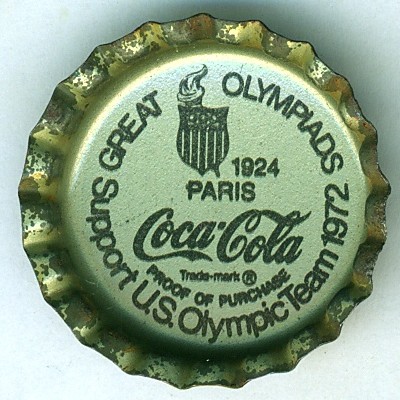 GREAT OLYMPIADS
1924
PARIS
Coca-Cola
Trade-mark ®
PROOF OF PURCHASE
Support U.S. Olympic Team 1972